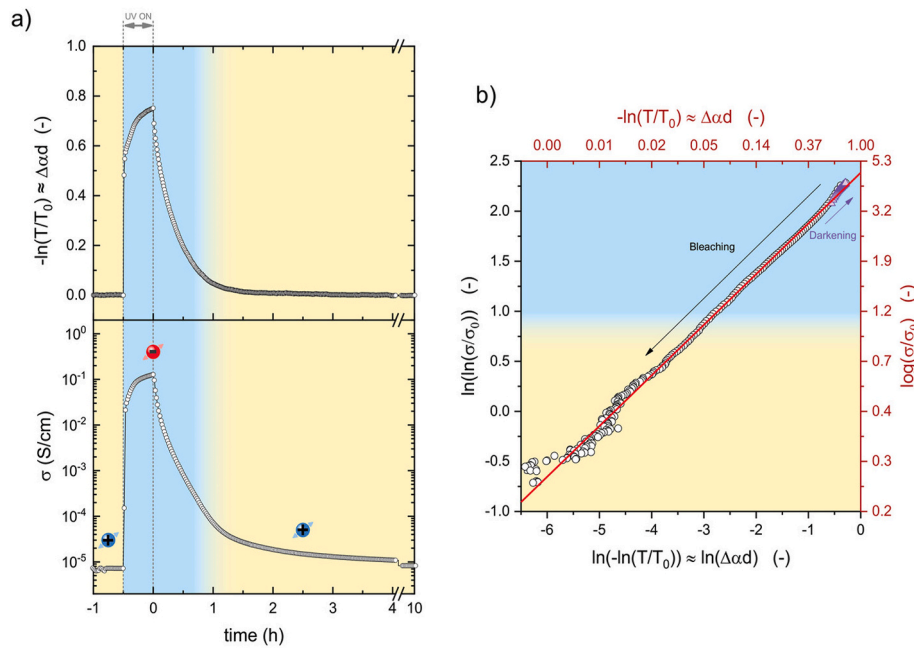 a)
UV ON
-ln(T/T0) ≈ Δαd (-)
1.0
0.8
0.6
0.4
0.2
0.0
σ (S/cm)
10^0
10^-1
10^-2
10^-3
10^-4
10^-5
-1 0 1 2 3 4 10
time (h)
b)
-ln(T/T0) ≈ Δαd (-)
0.00 0.01 0.02 0.05 0.14 0.37 1.00
ln(ln(σ/σ0)) (-)
2.5
2.0
1.5
1.0
0.5
0.0
-0.5
-1.0
Bleaching
Darkening
5.3
3.2
1.9
1.2
0.7
0.4
0.3
0.2
log(σ/σ0) (-)
-6 -5 -4 -3 -2 -1 0
ln(-ln(T/T0)) ≈ ln(Δαd) (-)